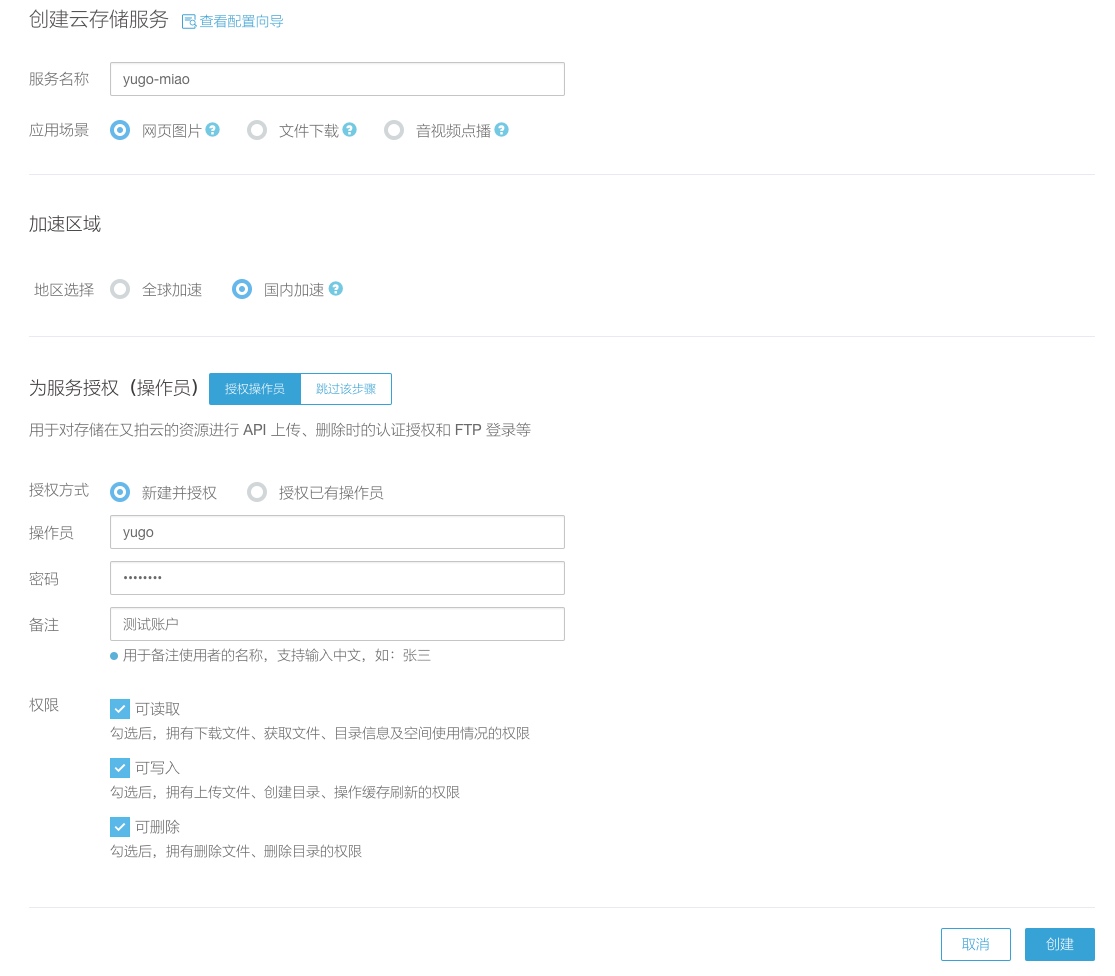 创建云存储服务 查看配置向导
服务名称 yugo-miao
应用场景 网页图片 ? 文件下载 ? 音视频点播 ?
加速区域
地区选择 全球加速 国内加速 ?
为服务授权（操作员） 授权操作员 跳过该步骤
用于对存储在又拍云的资源进行 API 上传、删除时的认证授权和 FTP 登录等
授权方式 新建并授权 授权已有操作员
操作员 yugo
密码 ••••••••
备注 测试账户
用于备注使用者的名称，支持输入中文，如：张三
权限 可读取
勾选后，拥有下载文件、获取文件、目录信息及空间使用情况的权限
可写入
勾选后，拥有上传文件、创建目录、操作缓存刷新的权限
可删除
勾选后，拥有删除文件、删除目录的权限
取消 创建